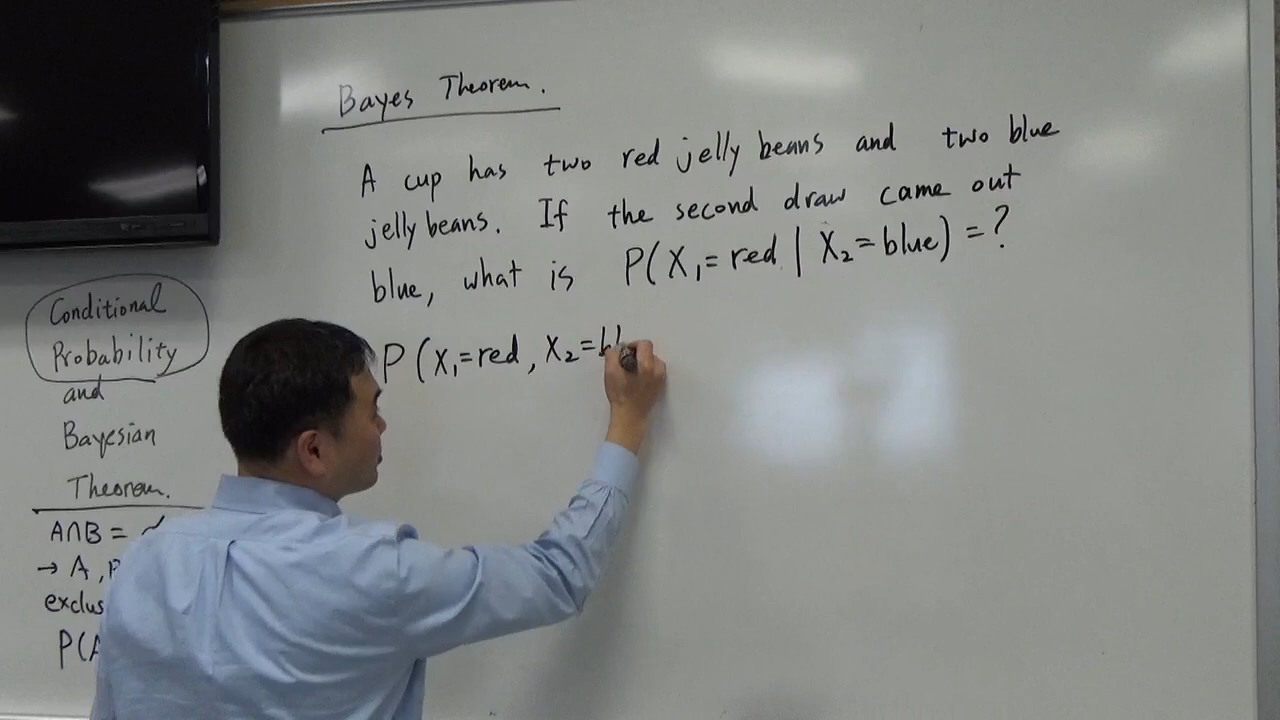 Bayes Theorem.
A cup has two red jelly beans and two blue
jelly beans. If the second draw came out
blue, what is P(X₁= red | X₂= blue) = ?
P(X₁=red, X₂=bl
Conditional
Probability
and
Bayesian
Theorem.
A∩B =
→ A,
exclus
P(A